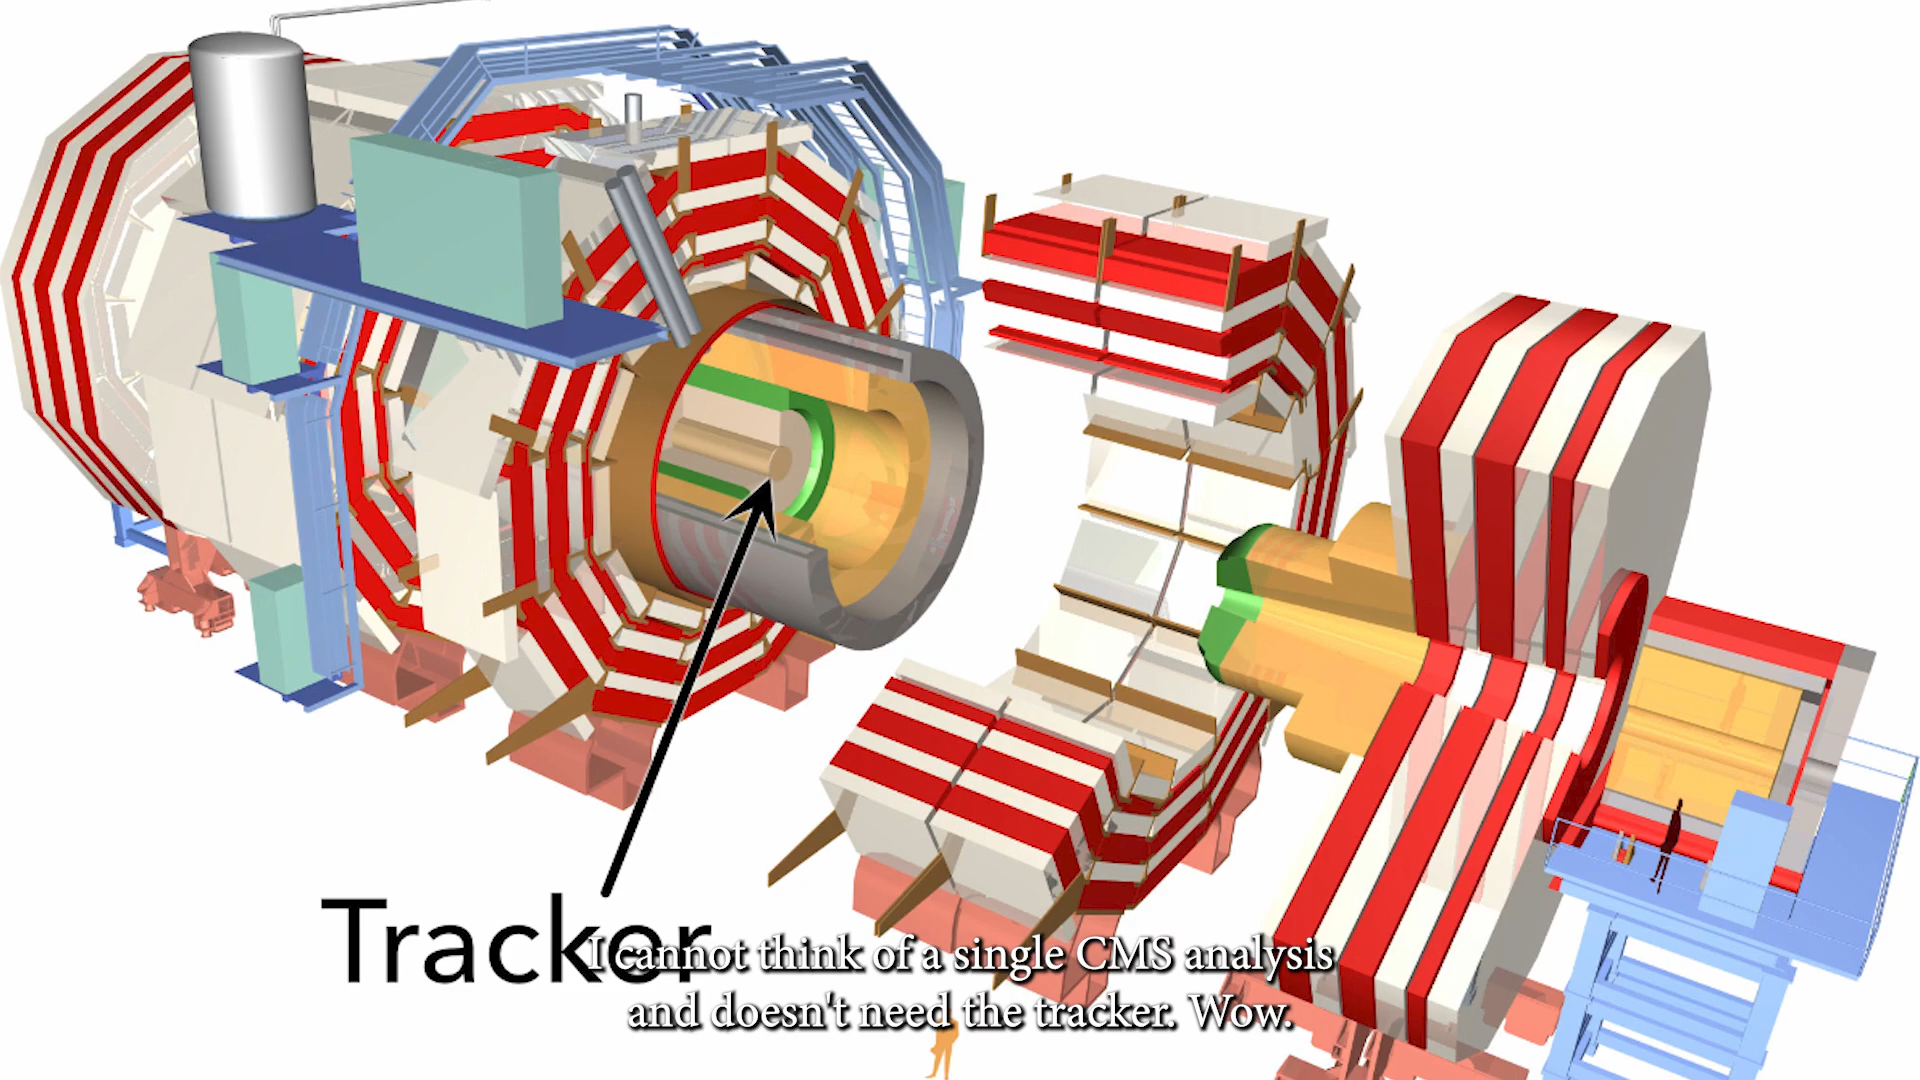 Tracker
I cannot think of a single CMS analysis
and doesn't need the tracker. Wow.